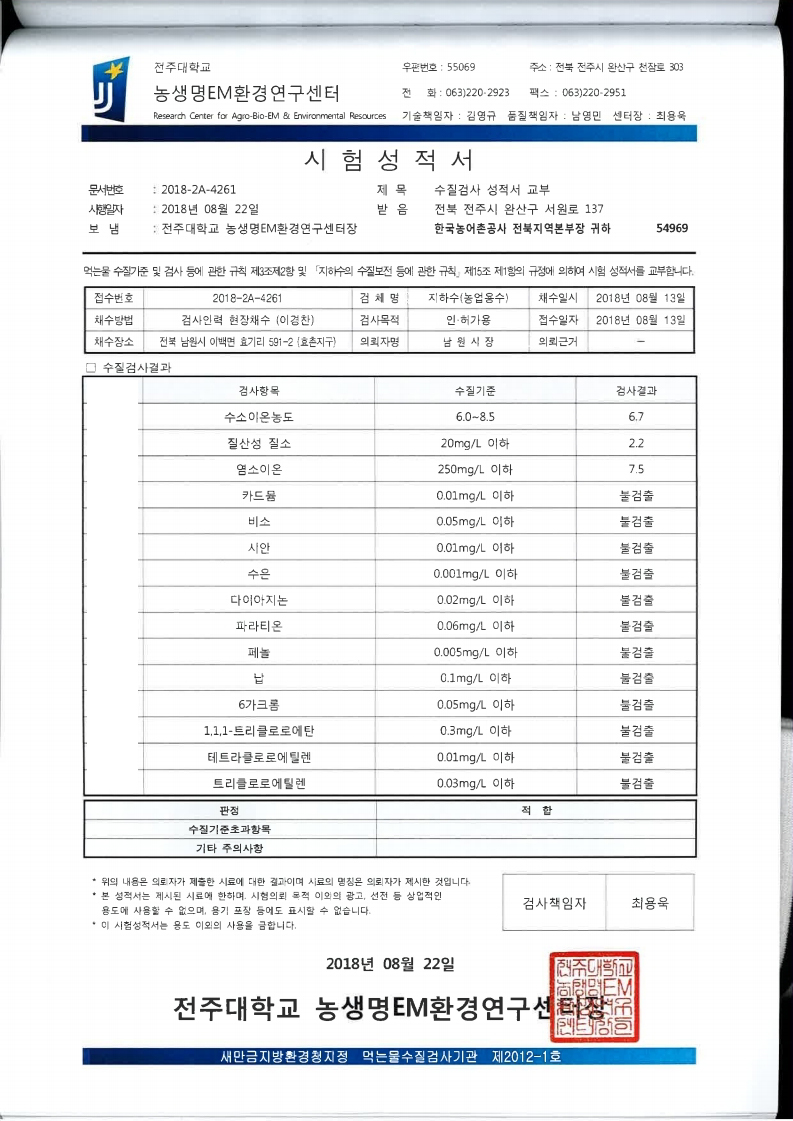 전주대학교
농생명EM환경연구센터
Research Center for Agro-Bio-EM & Environmental Resources
우편번호 : 55069 주소 : 전북 전주시 완산구 천잠로 303
전 화 : 063)220-2923 팩스 : 063)220-2951
기술책임자 : 김영규 품질책임자 : 남영민 센터장 : 최용욱
시 험 성 적 서
문서번호 : 2018-2A-4261 제 목 수질검사 성적서 교부
시행일자 : 2018년 08월 22일 받 음 전북 전주시 완산구 서원로 137
보 냄 : 전주대학교 농생명EM환경연구센터장 한국농어촌공사 전북지역본부장 귀하 54969
먹는물 수질기준 및 검사 등에 관한 규칙 제3조제2항 및 「지하수의 수질보전 등에 관한 규칙」 제15조 제1항의 규정에 의하여 시험 성적서를 교부합니다.
접수번호 2018-2A-4261 검 체 명 지하수(농업용수) 채수일시 2018년 08월 13일
채수방법 검사인력 현장채수 (이경찬) 검사목적 인·허가용 접수일자 2018년 08월 13일
채수장소 전북 남원시 이백면 효기리 591-2 (효촌지구) 의뢰자명 남 원 시 장 의뢰근거 -
□ 수질검사결과
검사항목 수질기준 검사결과
수소이온농도 6.0~8.5 6.7
질산성 질소 20mg/L 이하 2.2
염소이온 250mg/L 이하 7.5
카드뮴 0.01mg/L 이하 불검출
비소 0.05mg/L 이하 불검출
시안 0.01mg/L 이하 불검출
수은 0.001mg/L 이하 불검출
다이아지논 0.02mg/L 이하 불검출
파라티온 0.06mg/L 이하 불검출
페놀 0.005mg/L 이하 불검출
납 0.1mg/L 이하 불검출
6가크롬 0.05mg/L 이하 불검출
1,1,1-트리클로로에탄 0.3mg/L 이하 불검출
테트라클로로에틸렌 0.01mg/L 이하 불검출
트리클로로에틸렌 0.03mg/L 이하 불검출
판정 적 합
수질기준초과항목
기타 주의사항
* 위의 내용은 의뢰자가 제출한 시료에 대한 결과이며 시료의 명칭은 의뢰자가 제시한 것입니다.
* 본 성적서는 제시된 시료에 한하며, 시험의뢰 목적 이외의 광고, 선전 등 상업적인
용도에 사용할 수 없으며, 용기 포장 등에도 표시할 수 없습니다.
* 이 시험성적서는 용도 이외의 사용을 금합니다.
검사책임자 최용욱
2018년 08월 22일
전주대학교 농생명EM환경연구센터장
새만금지방환경청지정 먹는물수질검사기관 제2012-1호